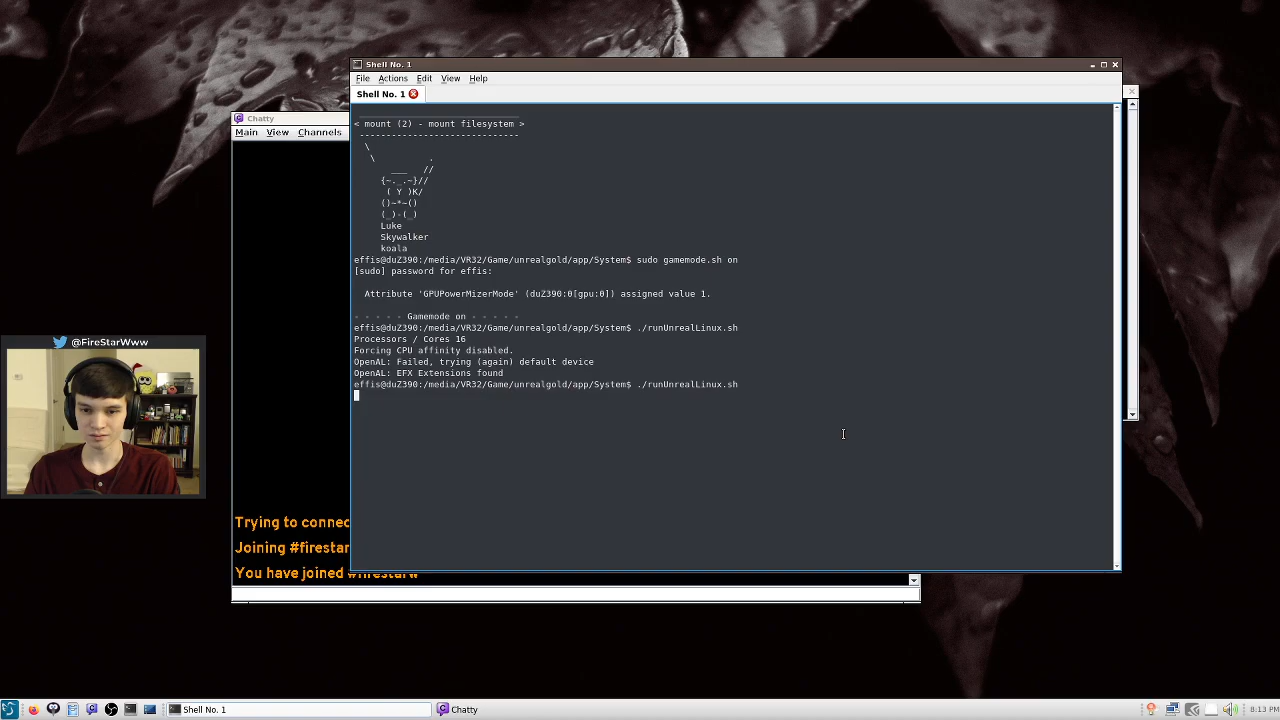 Shell No. 1
File Actions Edit View Help
Shell No. 1
Chatty
Main View Channels
< mount (2) - mount filesystem >
-------------------------------
\
\ .
___ //
{~._.~}//
( Y )K/
()~*~()
(_)-(_)
Luke
Skywalker
koala
effis@duZ390:/media/VR32/Game/unrealgold/app/System$ sudo gamemode.sh on
[sudo] password for effis:
Attribute 'GPUPowerMizerMode' (duZ390:0[gpu:0]) assigned value 1.
- - - - - Gamemode on - - - - -
effis@duZ390:/media/VR32/Game/unrealgold/app/System$ ./runUnrealLinux.sh
Processors / Cores 16
Forcing CPU affinity disabled.
OpenAL: Failed, trying (again) default device
OpenAL: EFX Extensions found
effis@duZ390:/media/VR32/Game/unrealgold/app/System$ ./runUnrealLinux.sh
@FireStarWww
Trying to connec
Joining #firestar
You have joined #firestarw
Shell No. 1
Chatty
8:13 PM